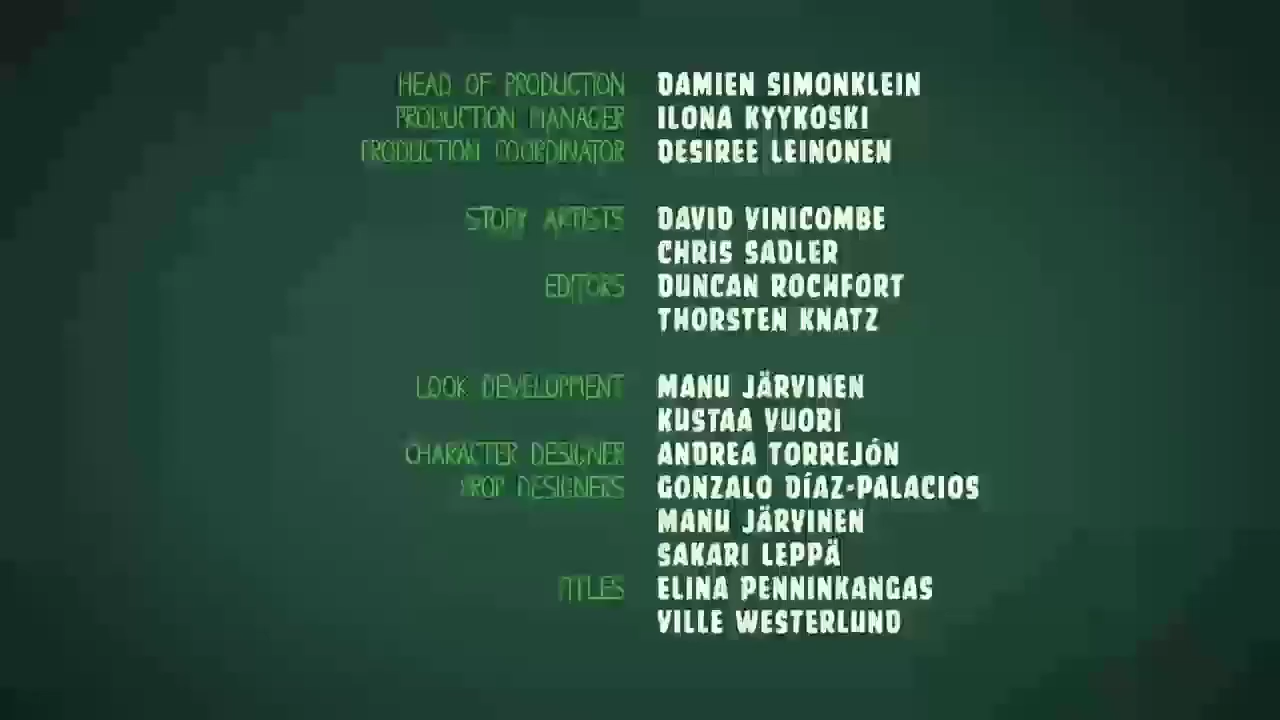 HEAD OF PRODUCTION DAMIEN SIMONKLEIN
PRODUCTION MANAGER ILONA KYYKOSKI
PRODUCTION COORDINATOR DESIREE LEINONEN
STORY ARTISTS DAVID VINICOMBE
CHRIS SADLER
EDITORS DUNCAN ROCHFORT
THORSTEN KNATZ
LOOK DEVELOPMENT MANU JÄRVINEN
KUSTAA VUORI
CHARACTER DESIGNER ANDREA TORREJÓN
PROP DESIGNERS GONZALO DÍAZ-PALACIOS
MANU JÄRVINEN
SAKARI LEPPÄ
TITLES ELINA PENNINKANGAS
VILLE WESTERLUND